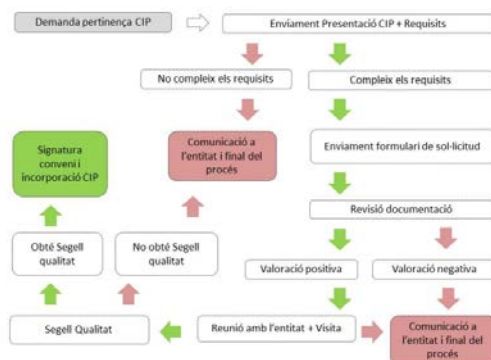 Demanda pertinença CIP
Enviament Presentació CIP + Requisits
No compleix els requisits
Compleix els requisits
Signatura
conveni i
incorporació CIP
Comunicació a
l'entitat i final del
procés
Enviament formulari de sol·licitud
Revisió documentació
Obté Segell
qualitat
No obté Segell
qualitat
Valoració positiva
Valoració negativa
Segell Qualitat
Reunió amb l'entitat + Visita
Comunicació a
l'entitat i final del
procés